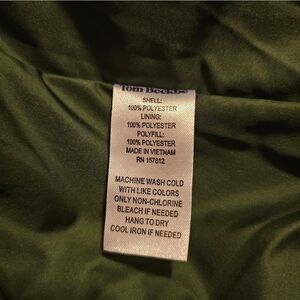 Tom Beckbe
SHELL:
100% POLYESTER
LINING:
100% POLYESTER
POLYFILL:
100% POLYESTER
MADE IN VIETNAM
RN 157812
MACHINE WASH COLD
WITH LIKE COLORS
ONLY NON-CHLORINE
BLEACH IF NEEDED
HANG TO DRY
COOL IRON IF NEEDED